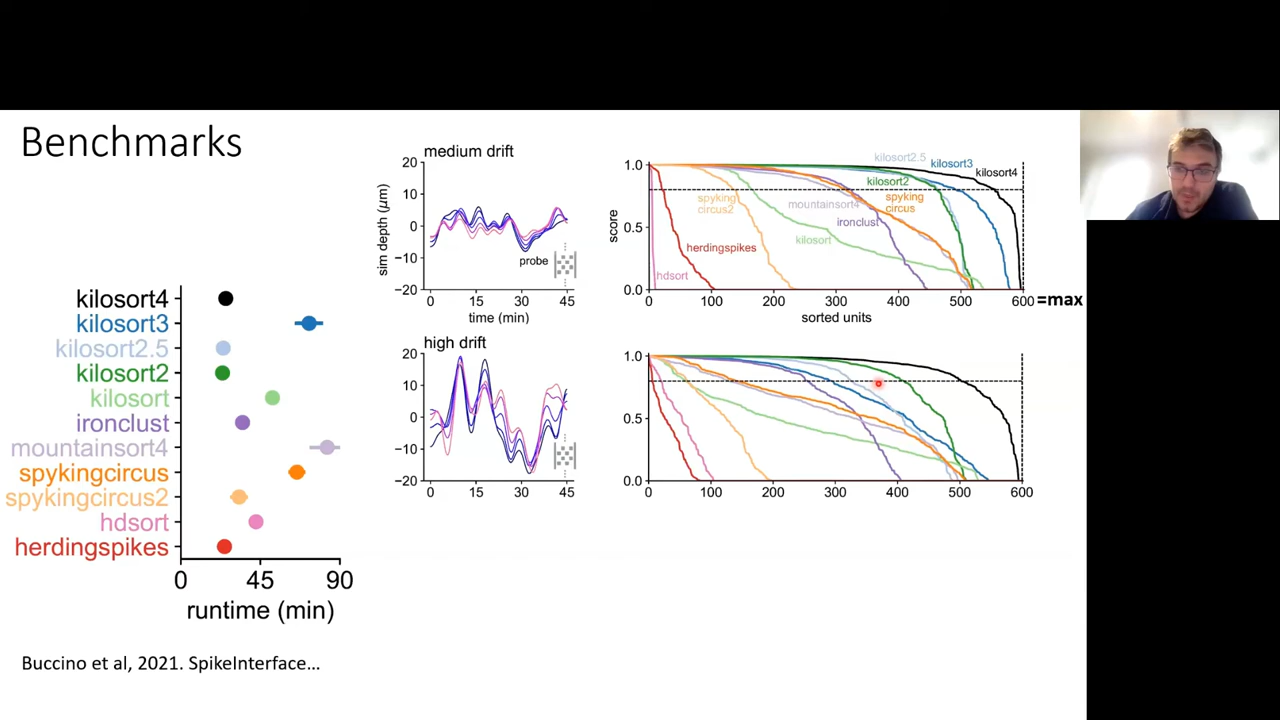 Benchmarks
kilosort4
kilosort3
kilosort2.5
kilosort2
kilosort
ironclust
mountainsort4
spykingcircus
spykingcircus2
hdsort
herdingspikes
0 45 90
runtime (min)
Buccino et al, 2021. SpikeInterface...
medium drift
sim depth (μm)
20
10
0
−10
−20
probe
0 15 30 45
time (min)
high drift
20
10
0
−10
−20
0 15 30 45
score
1.0
0.5
0.0
kilosort2.5
kilosort3
kilosort4
kilosort2
spyking
circus2
mountainsort4
spyking
circus
ironclust
kilosort
herdingspikes
hdsort
0 100 200 300 400 500 600 =max
sorted units
1.0
0.5
0.0
0 100 200 300 400 500 600